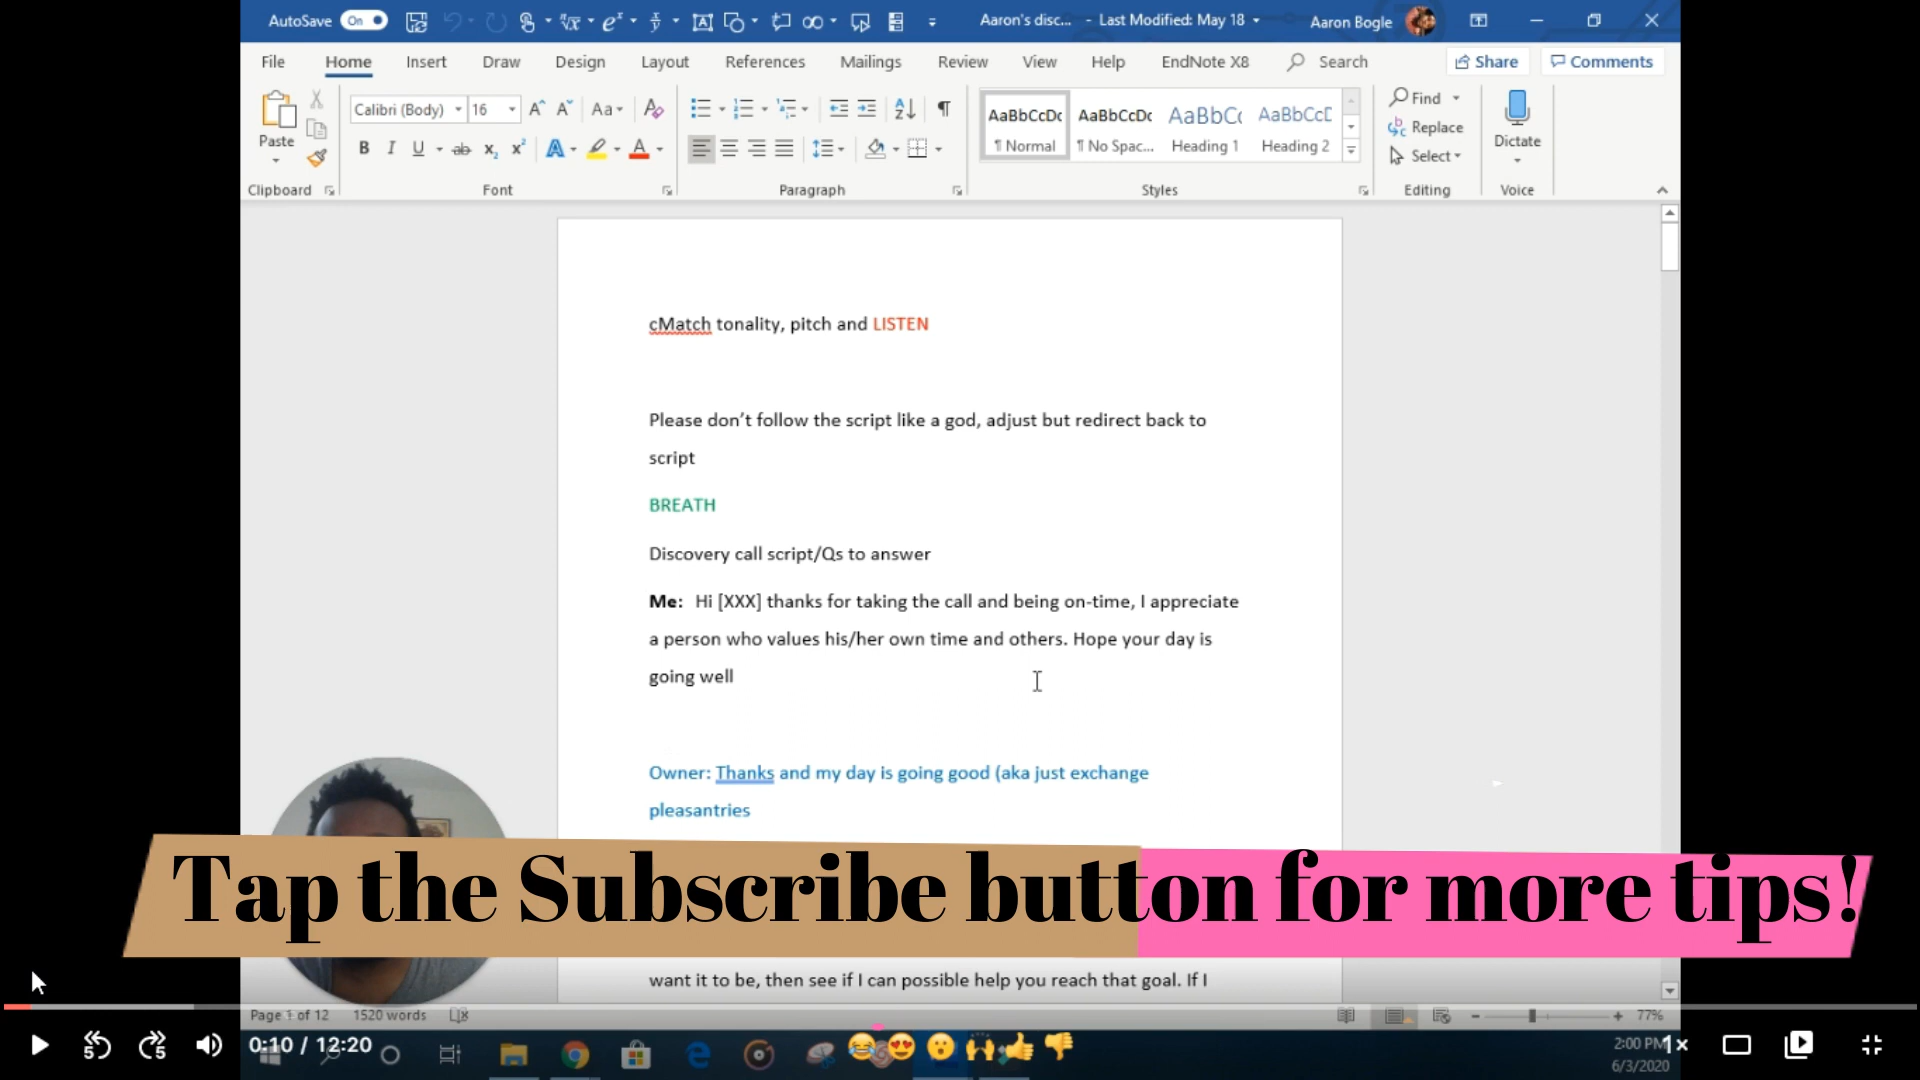 AutoSave On Aaron's disc... - Last Modified: May 18 Aaron Bogle
File Home Insert Draw Design Layout References Mailings Review View Help EndNote X8 Search Share Comments
Calibri (Body) 16 Aa AaBbCcDc AaBbCcDc AaBbCc AaBbCcD Find
Paste B I U ab ¶ Normal ¶ No Spac... Heading 1 Heading 2 Replace Dictate
Select
Clipboard Font Paragraph Styles Editing Voice
cMatch tonality, pitch and LISTEN
Please don't follow the script like a god, adjust but redirect back to
script
BREATH
Discovery call script/Qs to answer
Me: Hi [XXX] thanks for taking the call and being on-time, I appreciate
a person who values his/her own time and others. Hope your day is
going well
Owner: Thanks and my day is going good (aka just exchange
pleasantries
Tap the Subscribe button for more tips!
want it to be, then see if I can possible help you reach that goal. If I
Page 1 of 12 1520 words 77%
5 5 0:10 / 12:20 2:00 PM 1×
6/3/2020